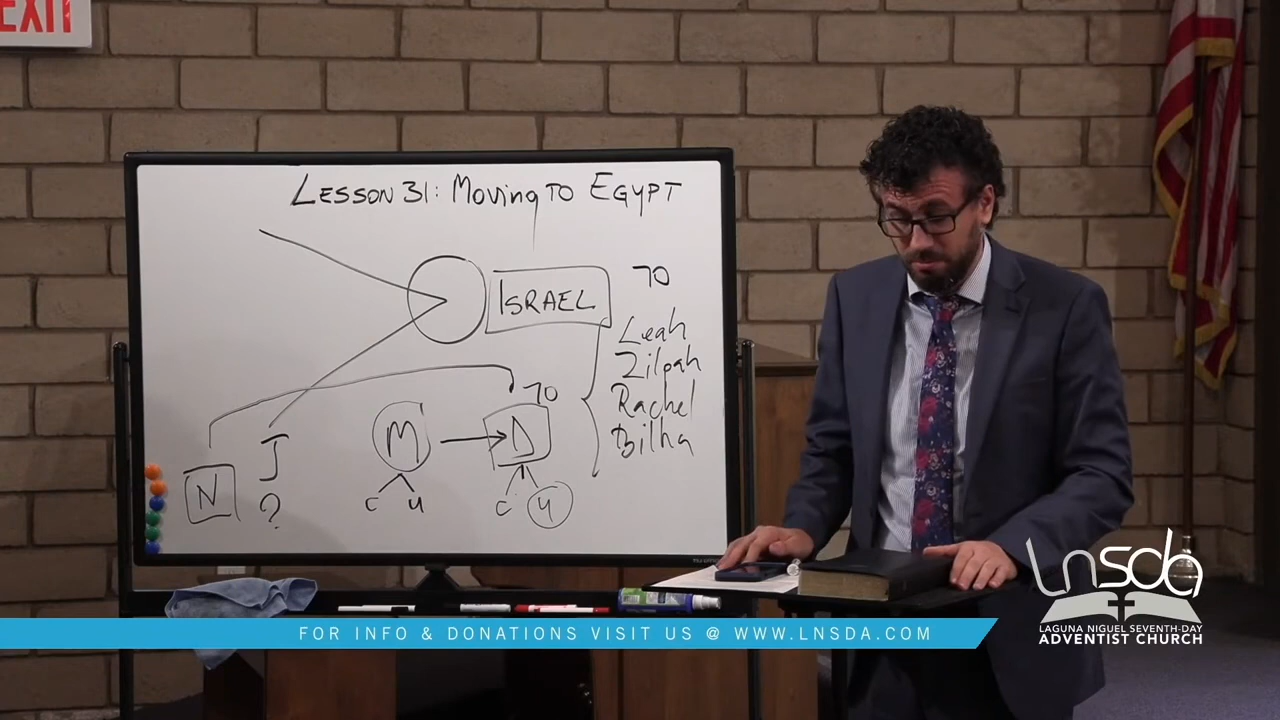 EXIT
LESSON 31: MOVING TO EGYPT
ISRAEL
70
Leah
Zilpah
Rachel
Bilha
70
M
D
N
J
?
C U
C 4
LNSDA
LAGUNA NIGUEL SEVENTH-DAY
ADVENTIST CHURCH
FOR INFO & DONATIONS VISIT US @ WWW.LNSDA.COM